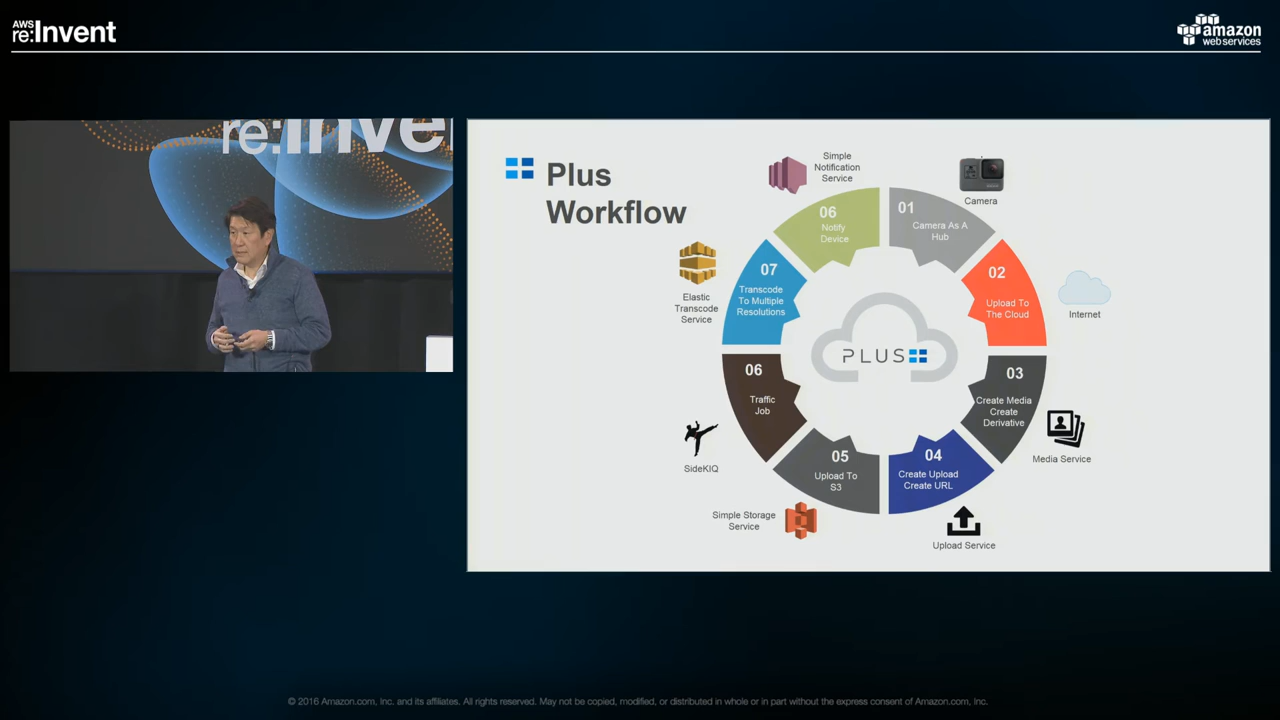 AWS
re:Invent
amazon
web services
re:Inve
Plus
Workflow
Simple
Notification
Service
06
Notify
Device
01
Camera As A
Hub
Camera
02
Upload To
The Cloud
Internet
03
Create Media
Create
Derivative
Media Service
04
Create Upload
Create URL
Upload Service
05
Upload To
S3
Simple Storage
Service
06
Traffic
Job
SideKIQ
07
Transcode
To Multiple
Resolutions
Elastic
Transcode
Service
PLUS
© 2016 Amazon.com, Inc. and its affiliates. All rights reserved. May not be copied, modified, or distributed in whole or in part without the express consent of Amazon.com, Inc.